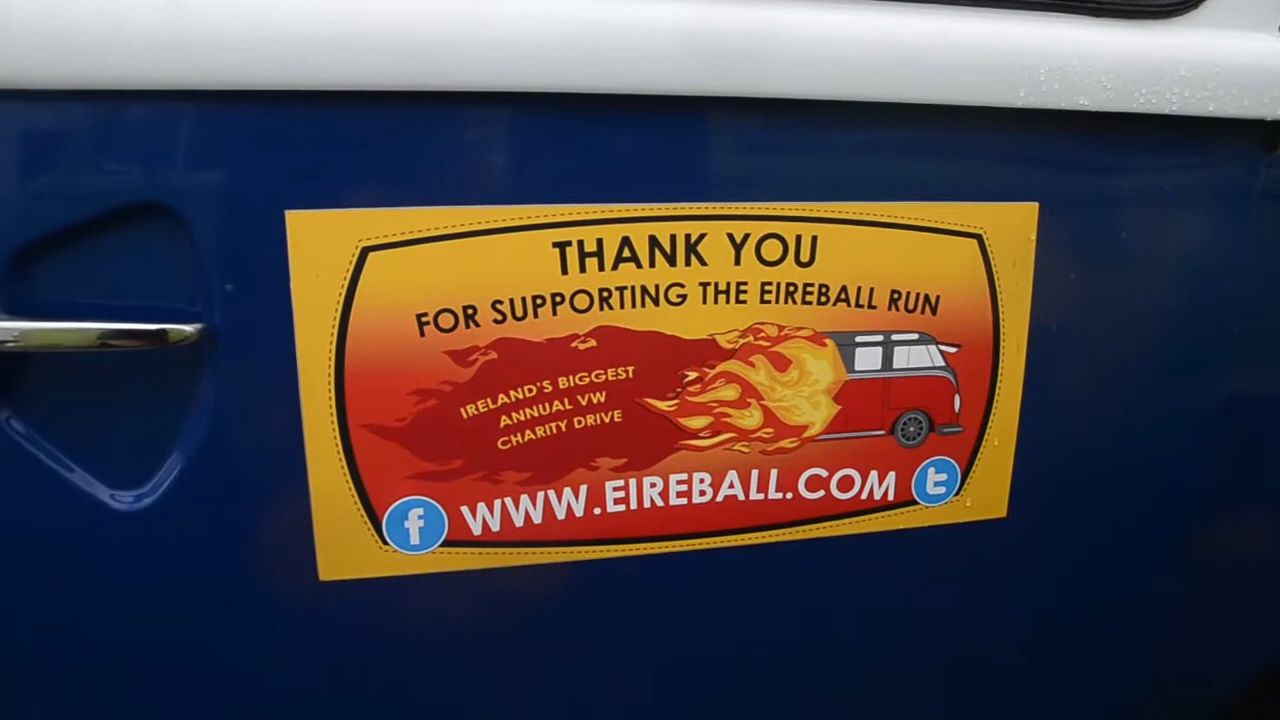 THANK YOU
FOR SUPPORTING THE EIREBALL RUN
IRELAND'S BIGGEST
ANNUAL VW
CHARITY DRIVE
f WWW.EIREBALL.COM t